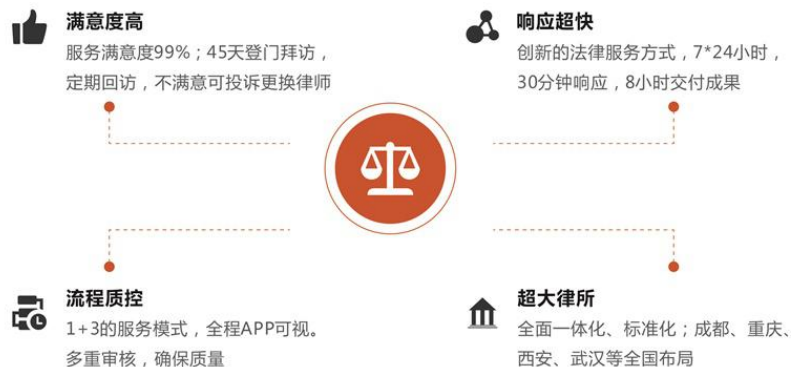 满意度高
服务满意度99%；45天登门拜访，
定期回访，不满意可投诉更换律师
响应超快
创新的法律服务方式，7*24小时，
30分钟响应，8小时交付成果
流程质控
1+3的服务模式，全程APP可视。
多重审核，确保质量
超大律所
全面一体化、标准化；成都、重庆、
西安、武汉等全国布局